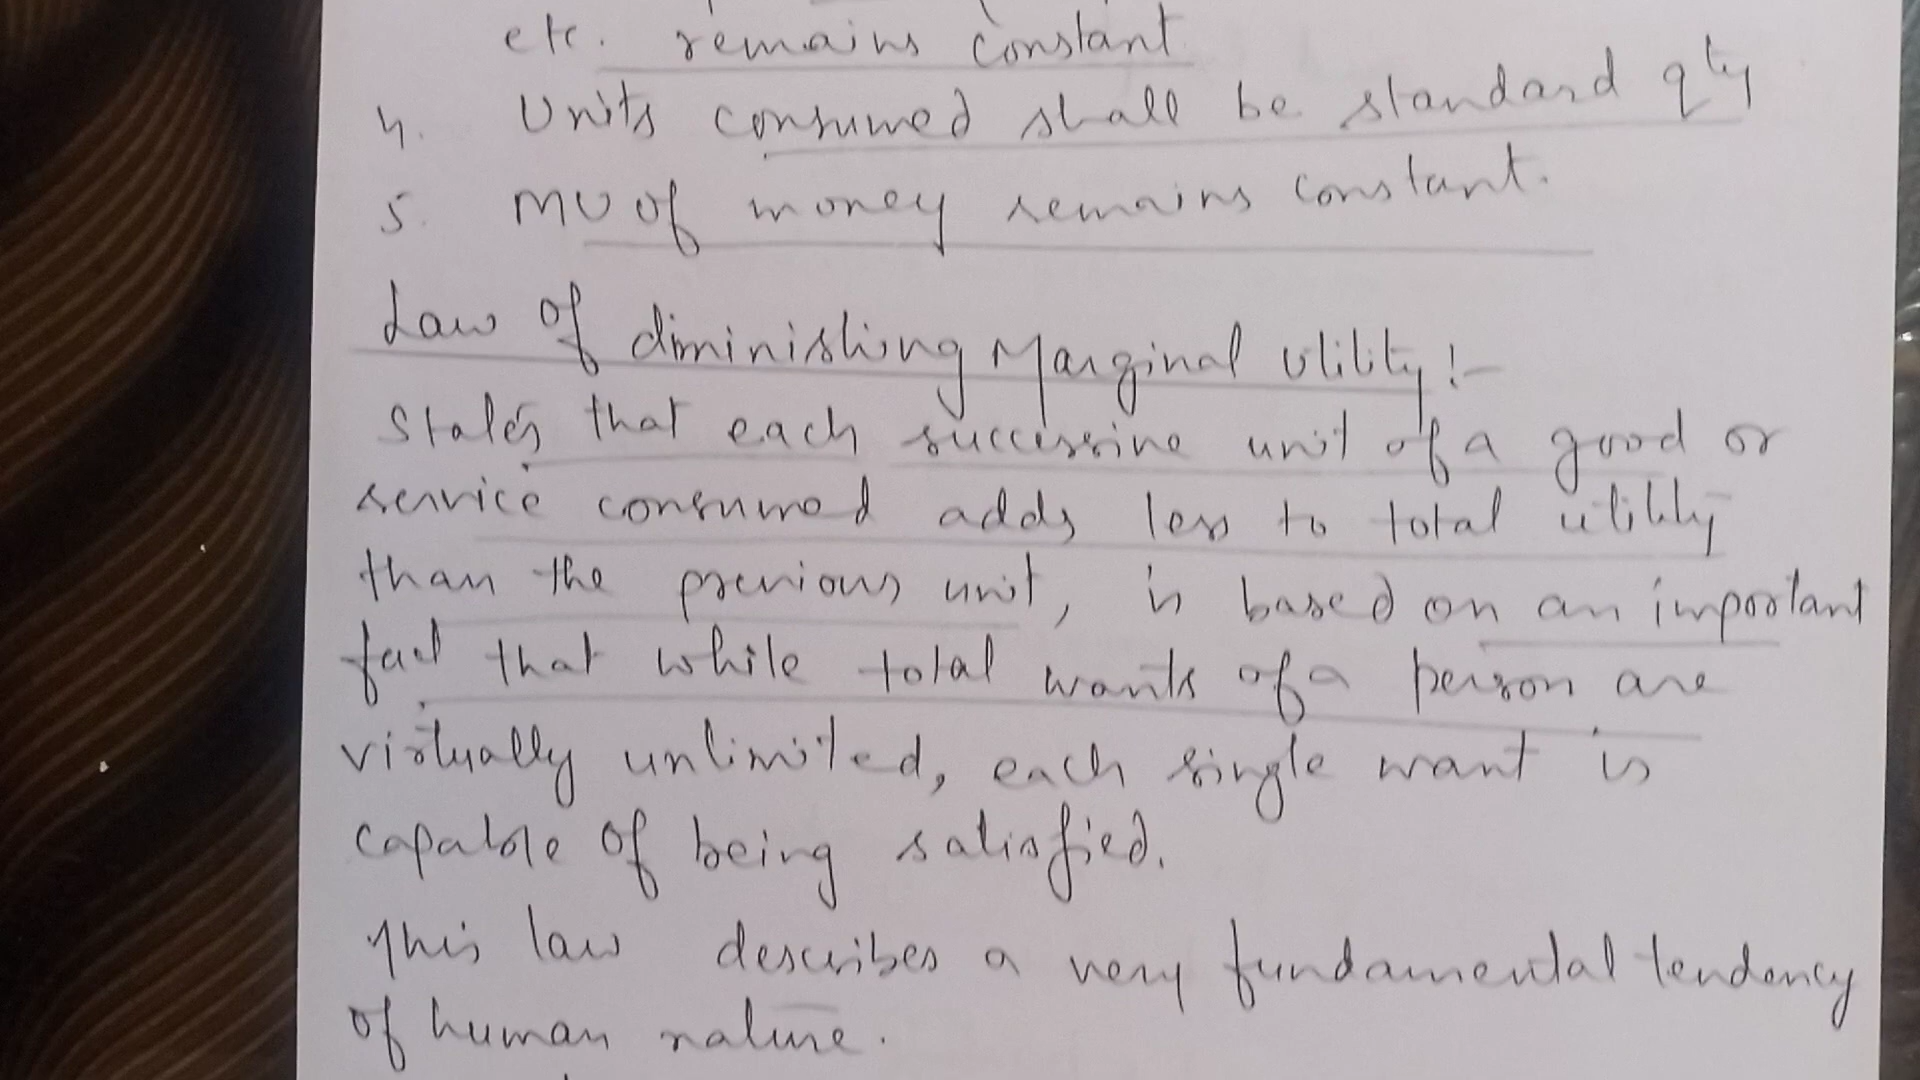 etc. remains constant
4. Units consumed shall be standard qty
5. MU of money remains constant.
Law of diminishing Marginal Utility :-
States that each successive unit of a good or
service consumed adds less to total utility
than the previous unit, is based on an important
fact that while total wants of a person are
virtually unlimited, each single want is
capable of being satisfied.
This law describes a very fundamental tendency
of human nature.